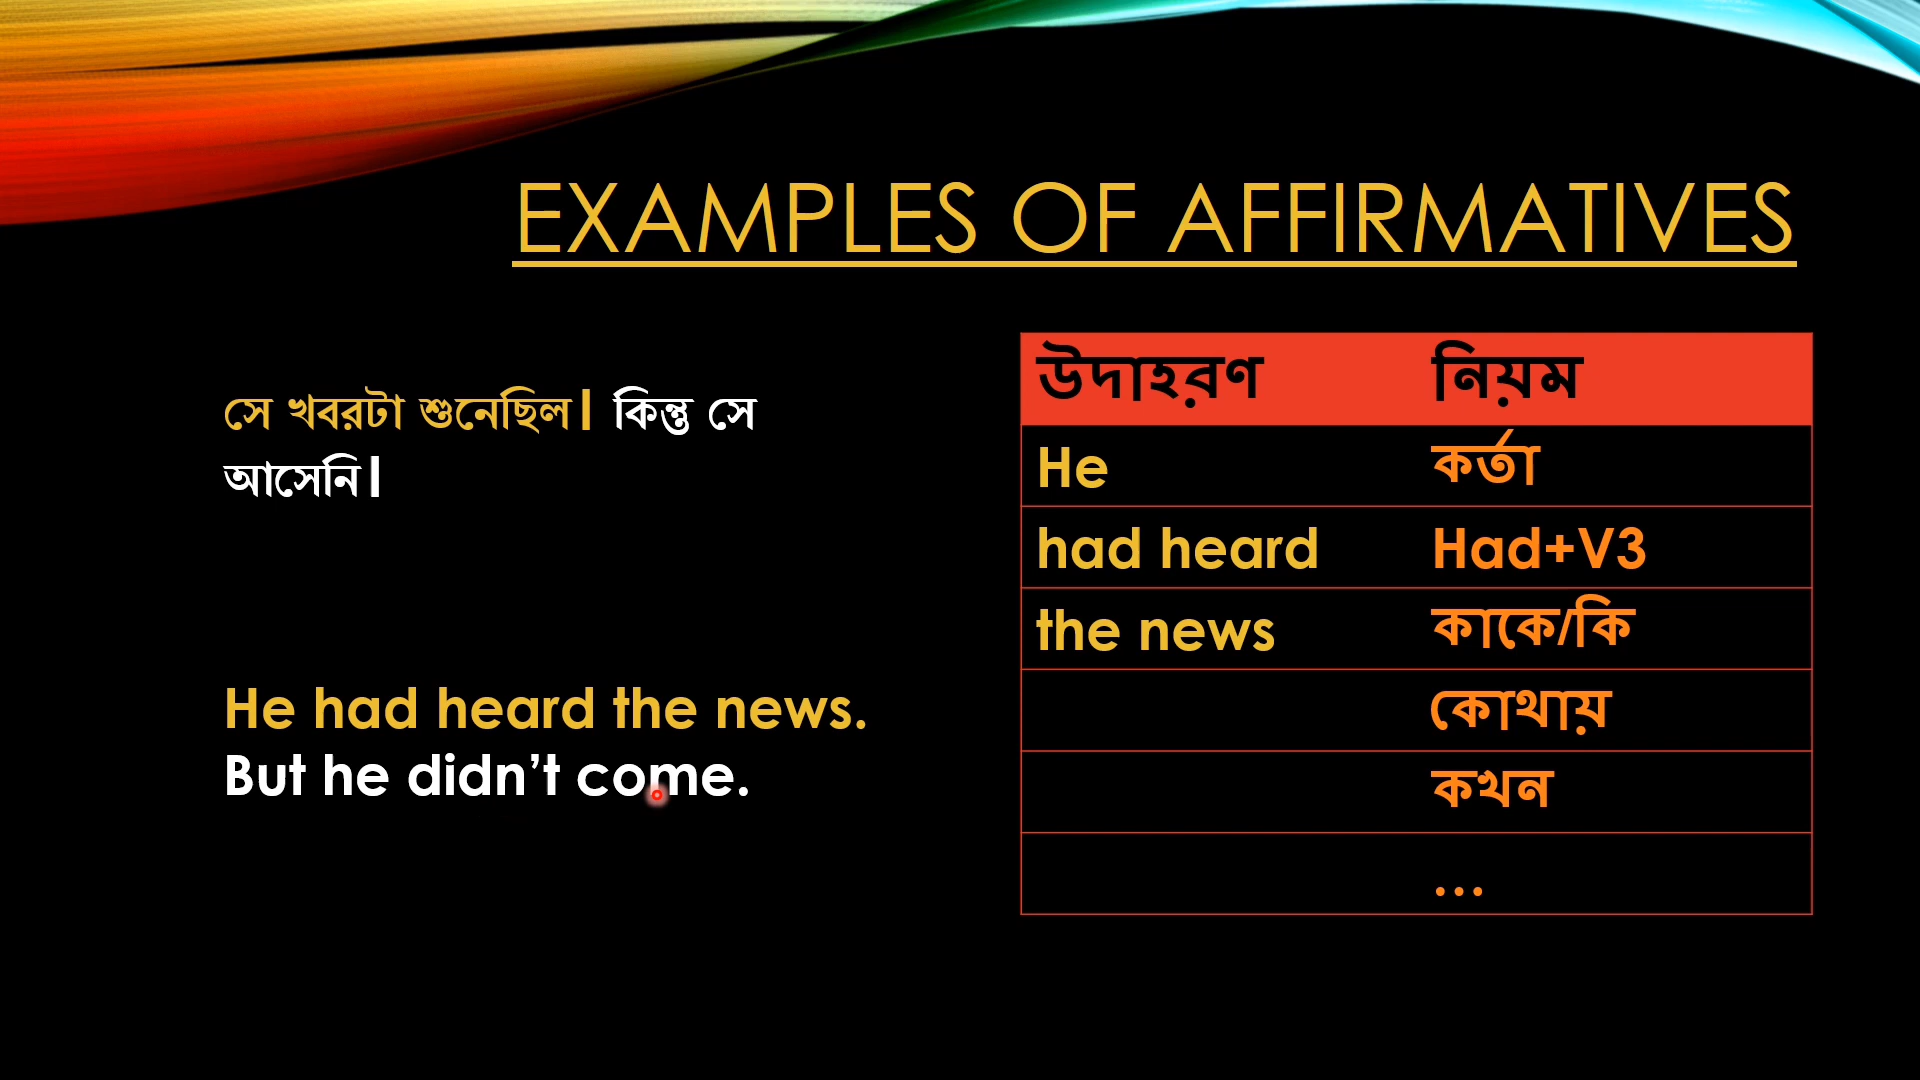 EXAMPLES OF AFFIRMATIVES
সে খবরটা শুনেছিল। কিন্তু সে
আসেনি।
He had heard the news.
But he didn’t come.
উদাহরণ নিয়ম
He কর্তা
had heard Had+V3
the news কাকে/কি
কোথায়
কখন
...